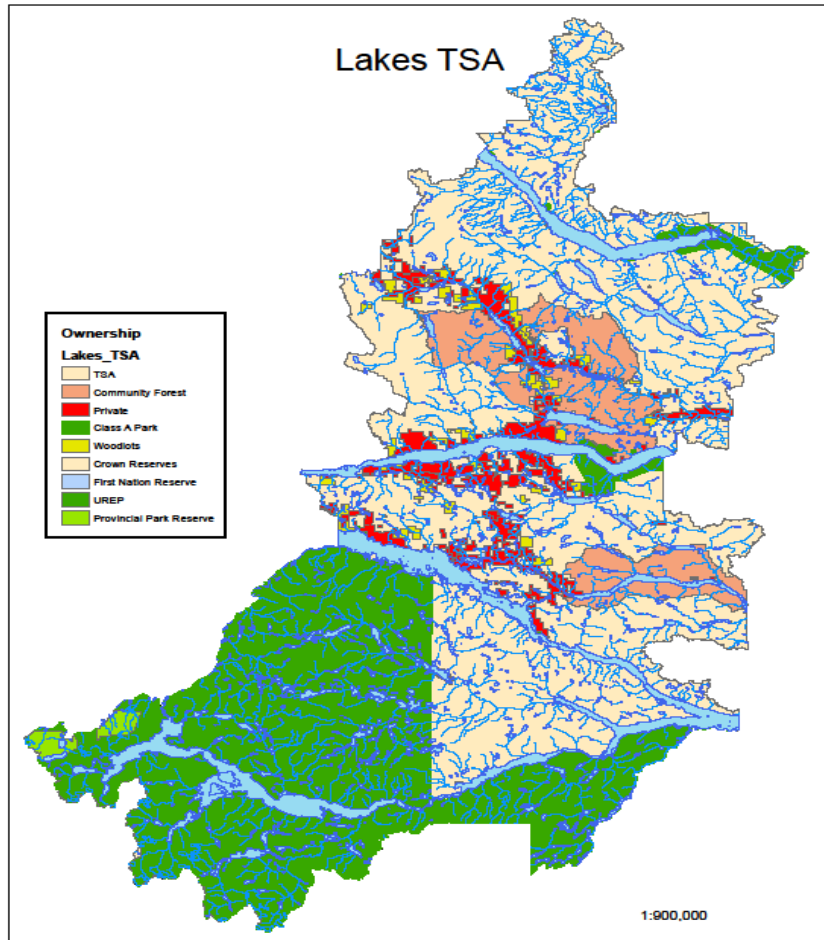 Lakes TSA
Ownership
Lakes_TSA
TSA
Community Forest
Private
Class A Park
Woodlots
Crown Reserves
First Nation Reserve
UREP
Provincial Park Reserve
1:900,000